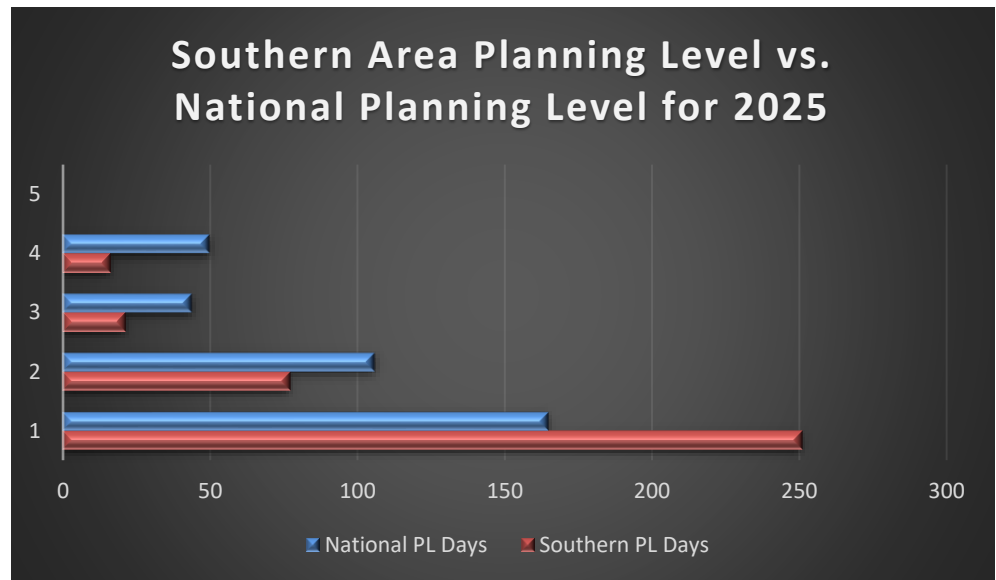 Southern Area Planning Level vs.
National Planning Level for 2025
5
4
3
2
1
0 50 100 150 200 250 300
National PL Days Southern PL Days